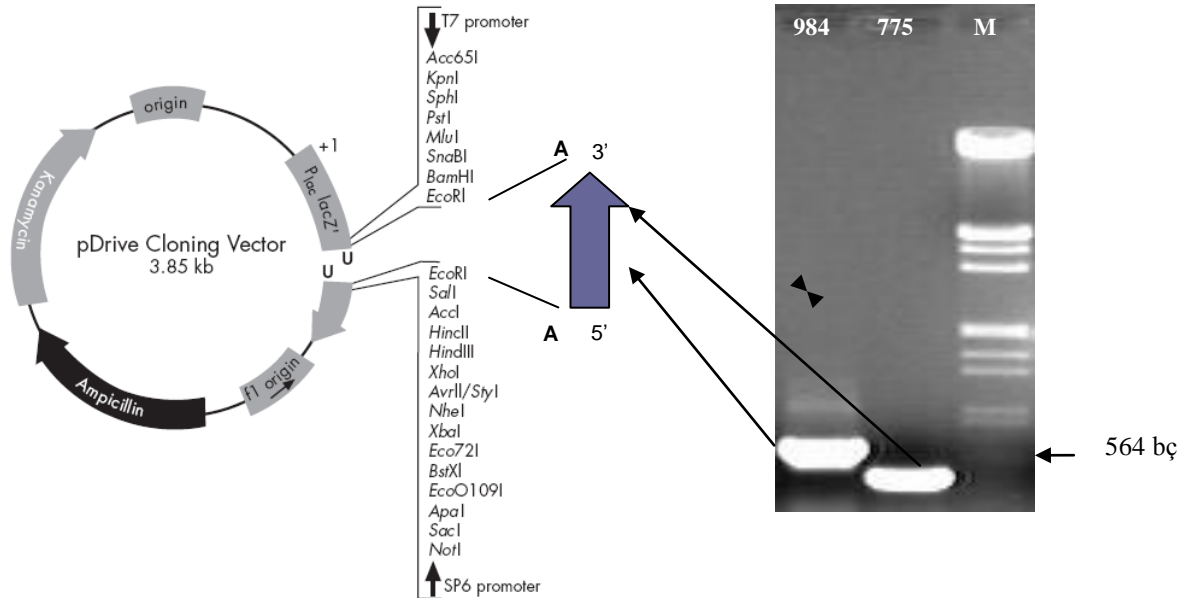 T7 promoter
Acc65I
KpnI
SphI
PstI
MluI
SnaBI
BamHI
EcoRI
origin
+1
Plac lacZ'
Kanamycin
pDrive Cloning Vector
3.85 kb
U
U
Ampicillin
f1 origin
EcoRI
SalI
AccI
HincII
HindIII
XhoI
AvrII/StyI
NheI
XbaI
Eco72I
BstXI
EcoO109I
ApaI
SacI
NotI
SP6 promoter
A 3’
A 5’
984 775 M
564 bç